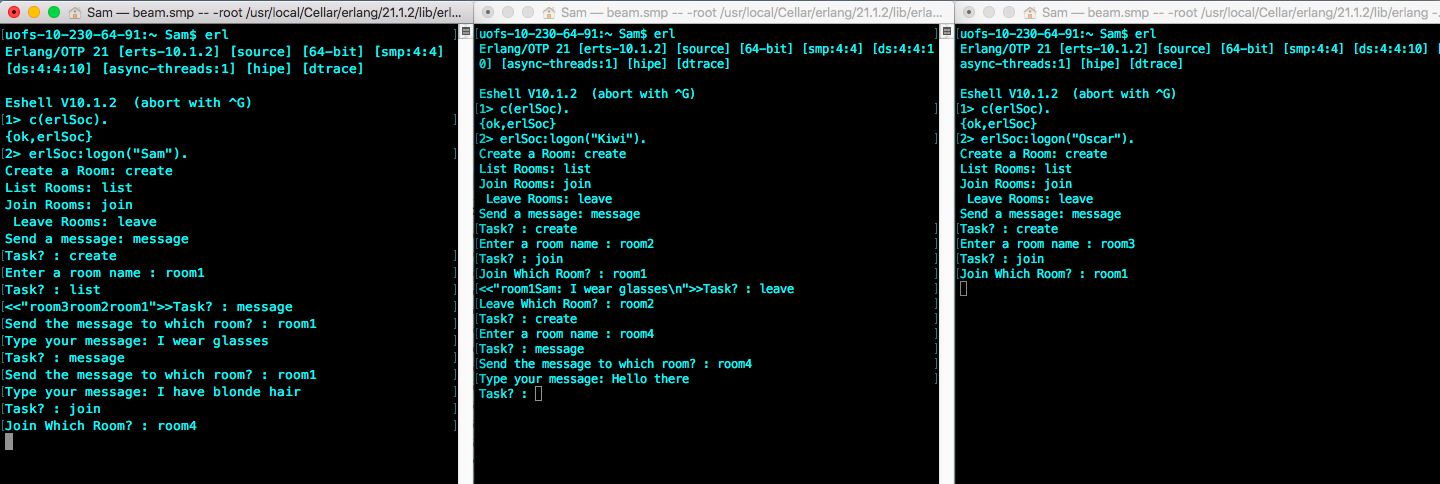 Sam — beam.smp -- -root /usr/local/Cellar/erlang/21.1.2/lib/erl...
[uofs-10-230-64-91:~ Sam$ erl ]
Erlang/OTP 21 [erts-10.1.2] [source] [64-bit] [smp:4:4]
[ds:4:4:10] [async-threads:1] [hipe] [dtrace]
Eshell V10.1.2  (abort with ^G)
[1> c(erlSoc). ]
{ok,erlSoc}
[2> erlSoc:logon("Sam"). ]
Create a Room: create
List Rooms: list
Join Rooms: join
 Leave Rooms: leave
Send a message: message
[Task? : create ]
[Enter a room name : room1 ]
[Task? : list ]
[<<"room3room2room1">>Task? : message ]
[Send the message to which room? : room1 ]
[Type your message: I wear glasses ]
[Task? : message ]
[Send the message to which room? : room1 ]
[Type your message: I have blonde hair ]
[Task? : join ]
[Join Which Room? : room4 ]
Sam — beam.smp -- -root /usr/local/Cellar/erlang/21.1.2/lib/erla...
[uofs-10-230-64-91:~ Sam$ erl ]
Erlang/OTP 21 [erts-10.1.2] [source] [64-bit] [smp:4:4] [ds:4:4:1
0] [async-threads:1] [hipe] [dtrace]
Eshell V10.1.2  (abort with ^G)
[1> c(erlSoc). ]
{ok,erlSoc}
[2> erlSoc:logon("Kiwi"). ]
Create a Room: create
List Rooms: list
Join Rooms: join
 Leave Rooms: leave
Send a message: message
[Task? : create ]
[Enter a room name : room2 ]
[Task? : join ]
[Join Which Room? : room1 ]
[<<"room1Sam: I wear glasses\n">>Task? : leave ]
[Leave Which Room? : room2 ]
[Task? : create ]
[Enter a room name : room4 ]
[Task? : message ]
[Send the message to which room? : room4 ]
[Type your message: Hello there ]
Task? :
Sam — beam.smp -- -root /usr/local/Cellar/erlang/21.1.2/lib/erlang -.
[uofs-10-230-64-91:~ Sam$ erl
Erlang/OTP 21 [erts-10.1.2] [source] [64-bit] [smp:4:4] [ds:4:4:10] [
async-threads:1] [hipe] [dtrace]
Eshell V10.1.2  (abort with ^G)
[1> c(erlSoc).
{ok,erlSoc}
[2> erlSoc:logon("Oscar").
Create a Room: create
List Rooms: list
Join Rooms: join
 Leave Rooms: leave
Send a message: message
[Task? : create
[Enter a room name : room3
[Task? : join
[Join Which Room? : room1